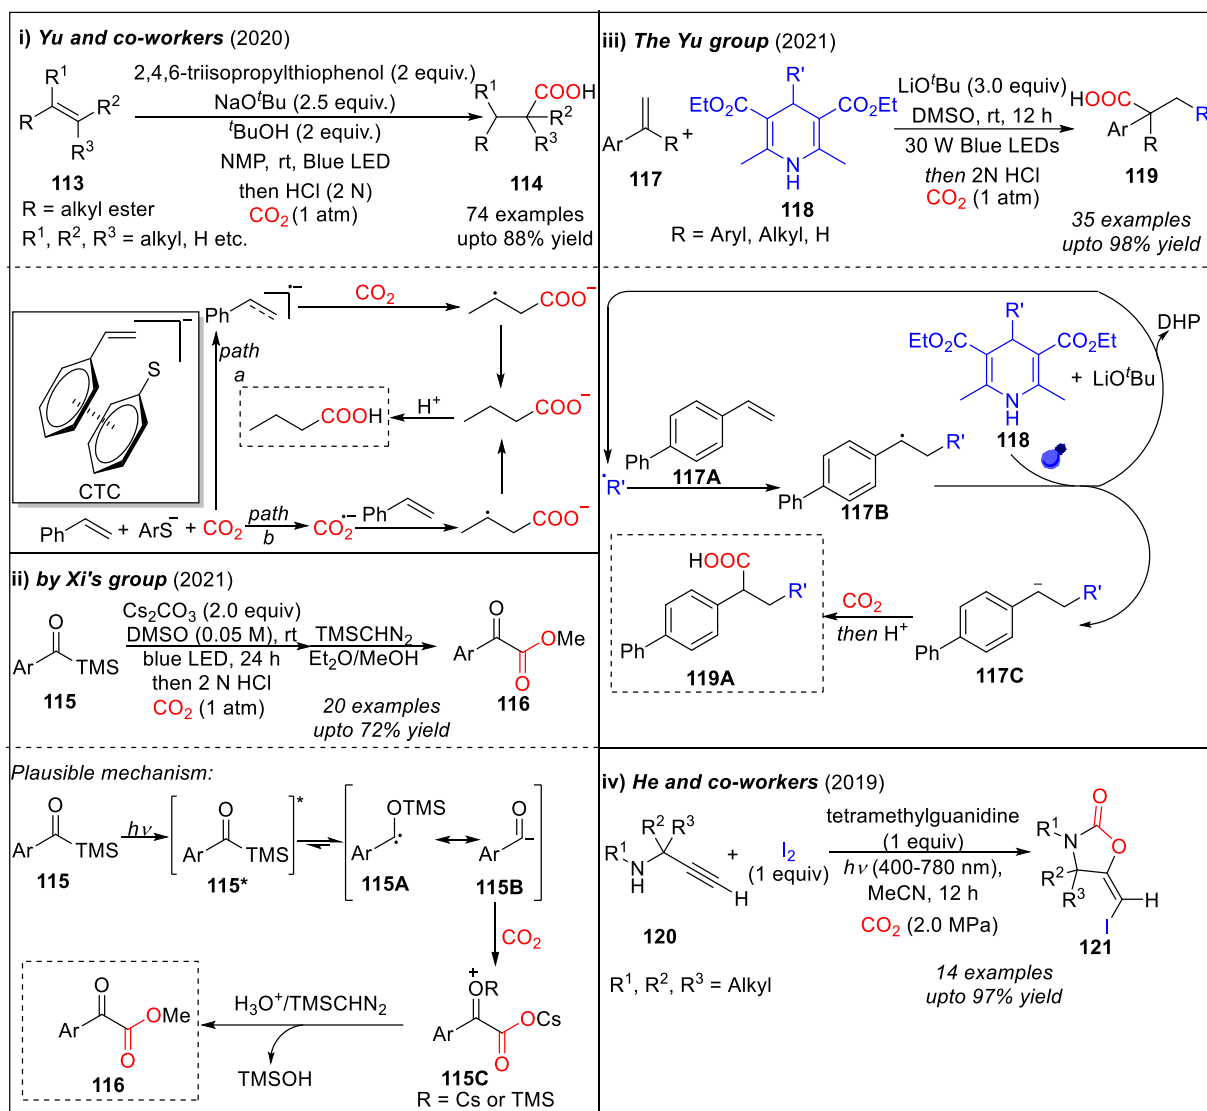 i) Yu and co-workers (2020)
R¹
R²
R
R³
113
2,4,6-triisopropylthiophenol (2 equiv.)
NaOᵗBu (2.5 equiv.)
ᵗBuOH (2 equiv.)
NMP, rt, Blue LED
then HCl (2 N)
CO₂ (1 atm)
R¹
COOH
R²
R
R³
114
R = alkyl ester
R¹, R², R³ = alkyl, H etc.
74 examples
upto 88% yield
CTC
S
−
Ph
•−
CO₂
COO⁻
path
a
COOH
H⁺
COO⁻
Ph
+ ArS⁻ + CO₂
path
b
CO₂•−
Ph
COO⁻
ii) by Xi's group (2021)
O
Ar
TMS
115
Cs₂CO₃ (2.0 equiv)
DMSO (0.05 M), rt
blue LED, 24 h
then 2 N HCl
CO₂ (1 atm)
TMSCHN₂
Et₂O/MeOH
20 examples
upto 72% yield
O
Ar
OMe
O
116
Plausible mechanism:
O
Ar
TMS
115
hν
O
Ar
TMS
*
115*
OTMS
Ar
115A
O
Ar
−
115B
CO₂
+
OR
Ar
OCs
O
115C
R = Cs or TMS
H₃O⁺/TMSCHN₂
TMSOH
O
Ar
OMe
O
116
iii) The Yu group (2021)
Ar
R
117
+
R'
EtO₂C
CO₂Et
N
H
118
R = Aryl, Alkyl, H
LiOᵗBu (3.0 equiv)
DMSO, rt, 12 h
30 W Blue LEDs
then 2N HCl
CO₂ (1 atm)
HOOC
Ar
R
R'
119
35 examples
upto 98% yield
DHP
R'
EtO₂C
CO₂Et
+ LiOᵗBu
N
H
118
•R'
Ph
117A
R'
Ph
117B
−
R'
Ph
117C
CO₂
then H⁺
HOOC
R'
Ph
119A
iv) He and co-workers (2019)
R² R³
R¹
N
H
H
120
+ I₂
(1 equiv)
tetramethylguanidine
(1 equiv)
hν (400-780 nm),
MeCN, 12 h
CO₂ (2.0 MPa)
O
R¹
N
O
R²
R³
H
I
121
R¹, R², R³ = Alkyl
14 examples
upto 97% yield